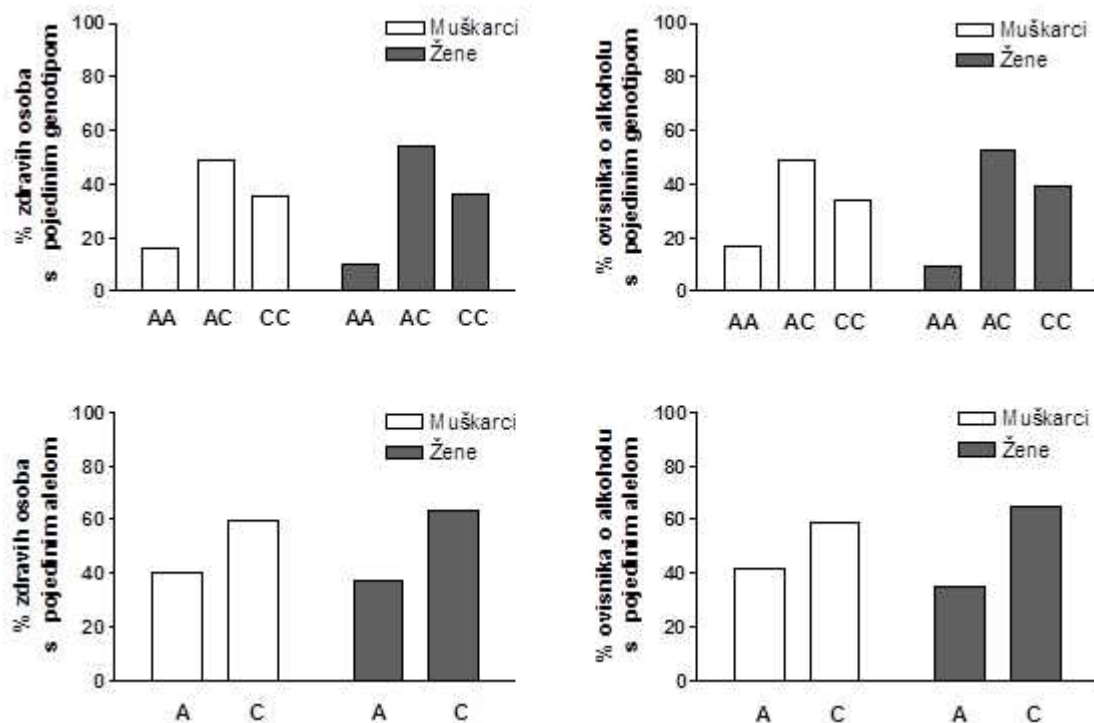 % zdravih osoba
s pojedinim genotipom
100
80
60
40
20
0
Muškarci
Žene
AA AC CC AA AC CC
% ovisnika o alkoholu
s pojedinim genotipom
100
80
60
40
20
0
Muškarci
Žene
AA AC CC AA AC CC
% zdravih osoba
s pojedinim alelom
100
80
60
40
20
0
Muškarci
Žene
A C A C
% ovisnika o alkoholu
s pojedinim alelom
100
80
60
40
20
0
Muškarci
Žene
A C A C